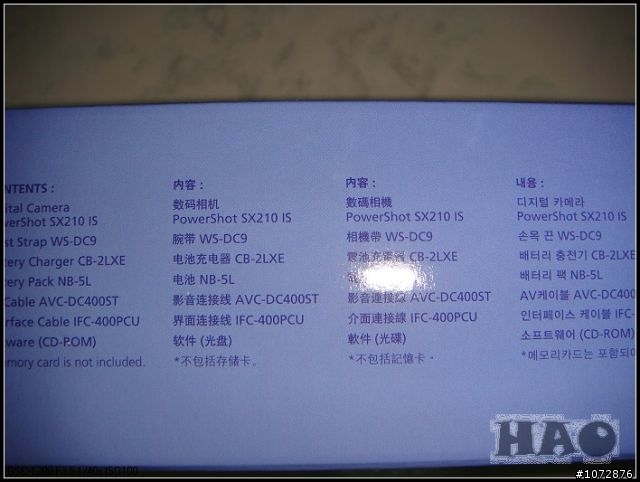 NTENTS :
ital Camera
werShot SX210 IS
st Strap WS-DC9
tery Charger CB-2LXE
ery Pack NB-5L
Cable AVC-DC400ST
rface Cable IFC-400PCU
ware (CD-ROM)
emory card is not included.
内容 :
数码相机
PowerShot SX210 IS
腕带 WS-DC9
电池充电器 CB-2LXE
电池 NB-5L
影音连接线 AVC-DC400ST
界面连接线 IFC-400PCU
软件 (光盘)
*不包括存储卡。
內容 :
數碼相機
PowerShot SX210 IS
相機帶 WS-DC9
電池充電器 CB-2LXE
影音連接線 AVC-DC400ST
介面連接線 IFC-400PCU
軟件 (光碟)
*不包括記憶卡。
내용 :
디지털 카메라
PowerShot SX210 IS
손목 끈 WS-DC9
배터리 충전기 CB-2LXE
배터리 팩 NB-5L
AV케이블 AVC-DC400
인터페이스 케이블 IFC-4
소프트웨어 (CD-ROM)
*메모리카드는 포함되어
HAO
#1072876